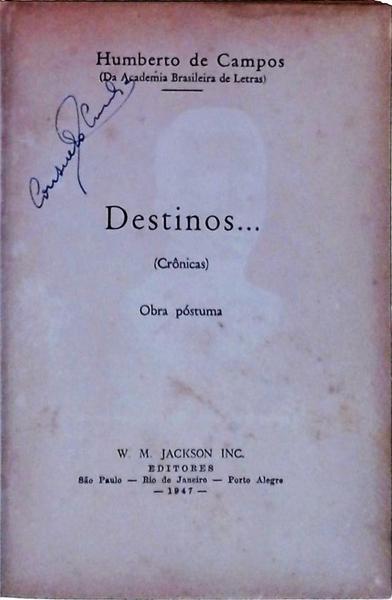 Humberto de Campos
(Da Academia Brasileira de Letras)
Destinos...
(Crônicas)
Obra póstuma
W. M. JACKSON INC.
EDITORES
São Paulo — Rio de Janeiro — Porto Alegre
— 1947 —